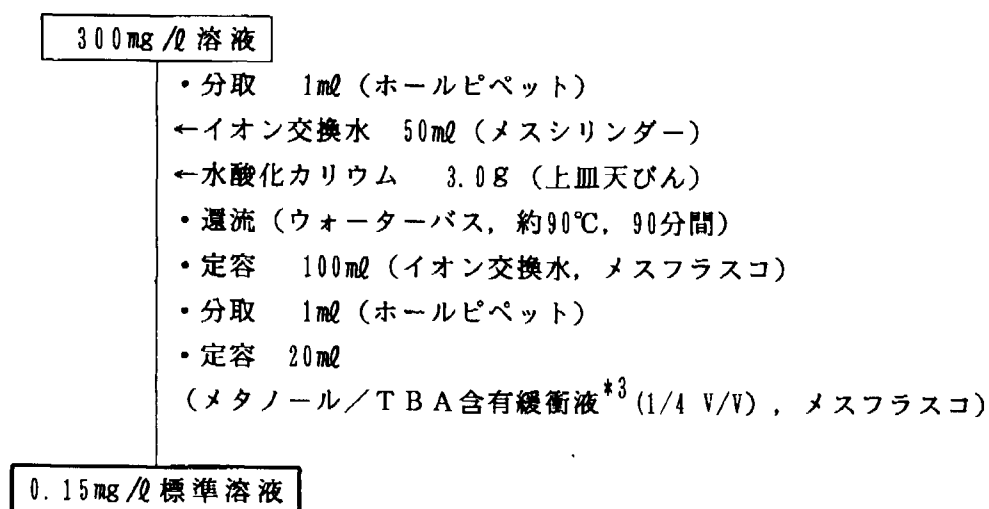 300mg/ℓ溶液
・分取 1mℓ(ホールピペット)
←イオン交換水 50mℓ(メスシリンダー)
←水酸化カリウム 3.0g(上皿天びん)
・還流(ウォーターバス,約90℃,90分間)
・定容 100mℓ(イオン交換水,メスフラスコ)
・分取 1mℓ(ホールピペット)
・定容 20mℓ
(メタノール/TBA含有緩衝液*3(1/4 V/V),メスフラスコ)
0.15mg/ℓ標準溶液